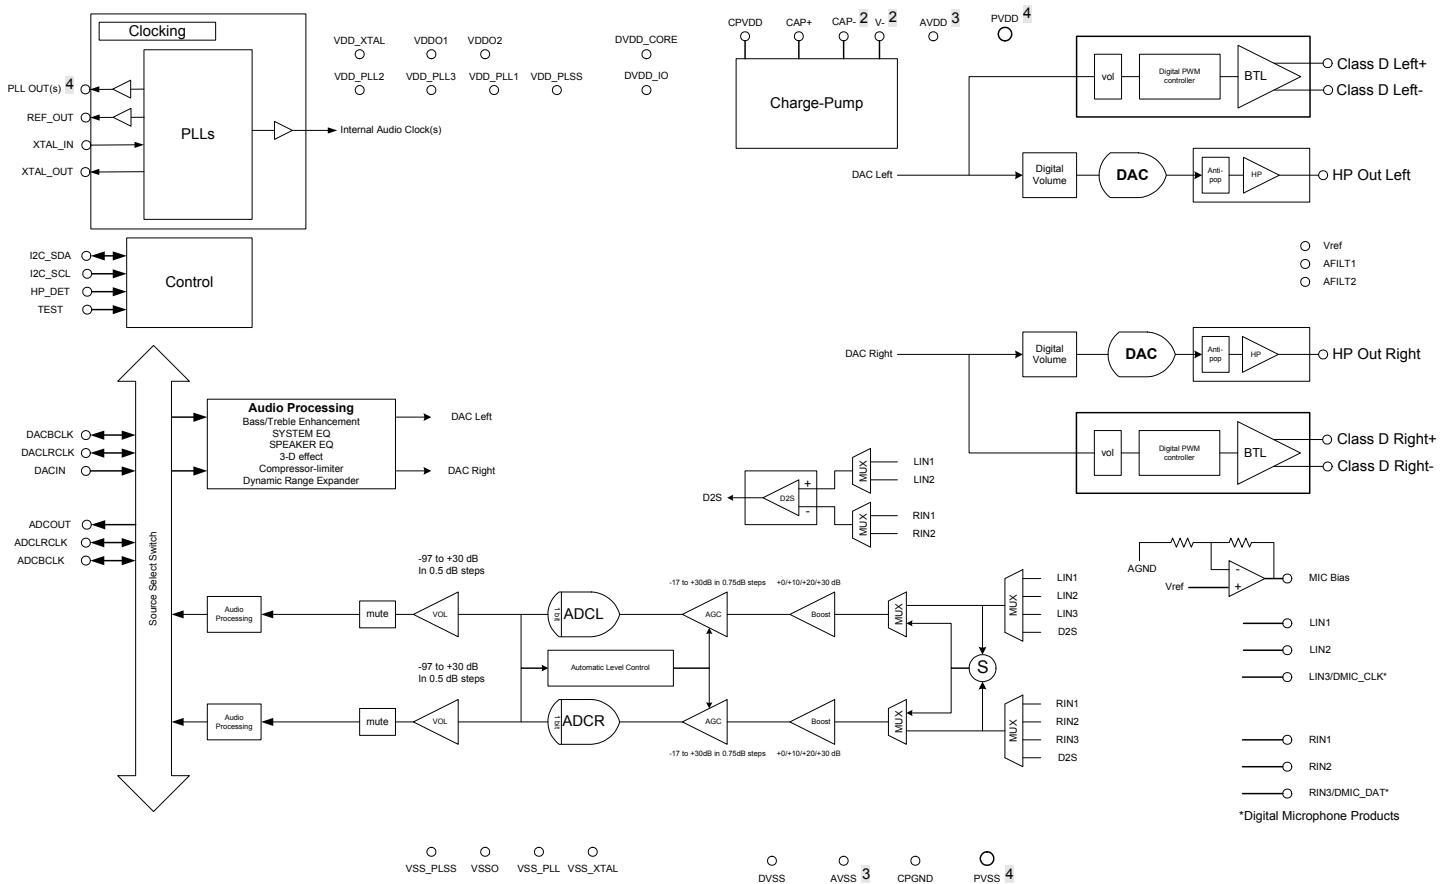 Clocking
PLLs
PLL OUT(s) 4
REF_OUT
XTAL_IN
XTAL_OUT
Internal Audio Clock(s)
VDD_XTAL
VDDO1
VDDO2
DVDD_CORE
VDD_PLL2
VDD_PLL3
VDD_PLL1
VDD_PLSS
DVDD_IO
CPVDD
CAP+
CAP- 2
V- 2
AVDD 3
PVDD 4
Charge-Pump
vol
Digital PWM
controller
BTL
Class D Left+
Class D Left-
DAC Left
Digital
Volume
DAC
Anti-
pop
HP
HP Out Left
I2C_SDA
I2C_SCL
HP_DET
TEST
Control
Vref
AFILT1
AFILT2
DAC Right
Digital
Volume
DAC
Anti-
pop
HP
HP Out Right
vol
Digital PWM
controller
BTL
Class D Right+
Class D Right-
DACBCLK
DACLRCLK
DACIN
ADCOUT
ADCLRCLK
ADCBCLK
Source Select Switch
Audio Processing
Bass/Treble Enhancement
SYSTEM EQ
SPEAKER EQ
3-D effect
Compressor-limiter
Dynamic Range Expander
DAC Left
DAC Right
D2S
D2S
+
-
MUX
LIN1
LIN2
MUX
RIN1
RIN2
AGND
Vref
-
+
MIC Bias
-97 to +30 dB
In 0.5 dB steps
-17 to +30dB in 0.75dB steps
+0/+10/+20/+30 dB
Audio
Processing
mute
VOL
1 bit
ADCL
AGC
Boost
MUX
MUX
LIN1
LIN2
LIN3
D2S
Automatic Level Control
S
-97 to +30 dB
In 0.5 dB steps
Audio
Processing
mute
VOL
1 bit
ADCR
AGC
Boost
MUX
MUX
RIN1
RIN2
RIN3
D2S
-17 to +30dB in 0.75dB steps
+0/+10/+20/+30 dB
LIN1
LIN2
LIN3/DMIC_CLK*
RIN1
RIN2
RIN3/DMIC_DAT*
*Digital Microphone Products
VSS_PLSS
VSSO
VSS_PLL
VSS_XTAL
DVSS
AVSS 3
CPGND
PVSS 4